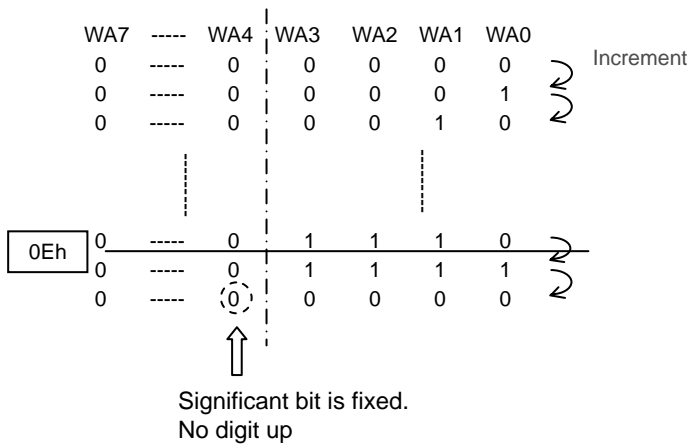 WA7 ----- WA4 WA3 WA2 WA1 WA0
0 ----- 0 0 0 0 0 Increment
0 ----- 0 0 0 0 1
0 ----- 0 0 0 1 0
0Eh 0 ----- 0 1 1 1 0
0 ----- 0 1 1 1 1
0 ----- 0 0 0 0 0
Significant bit is fixed.
No digit up